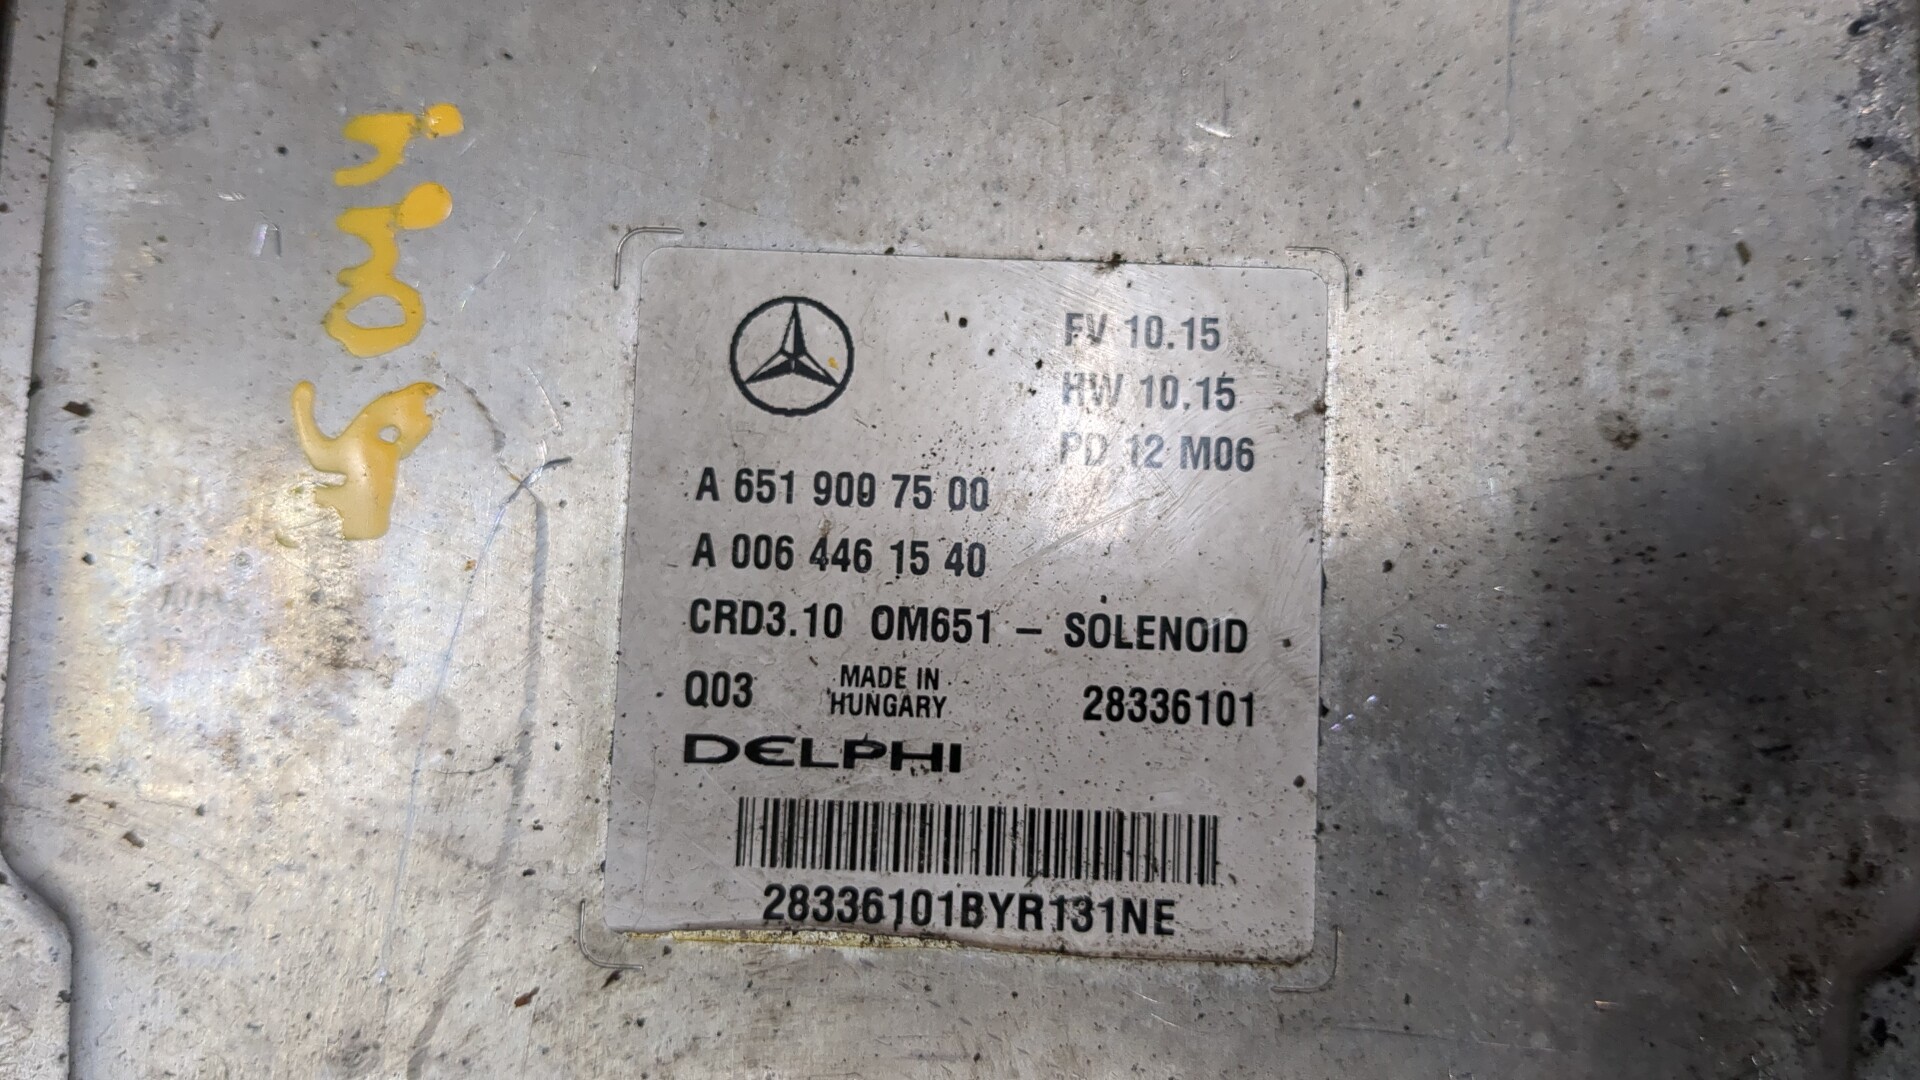 FV 10.15
HW 10.15
PD 12 M06
A 651 909 75 00
A 006 446 15 40
CRD3.10 OM651 – SOLENOID
Q03 MADE IN HUNGARY 28336101
DELPHI
28336101BYR131NE